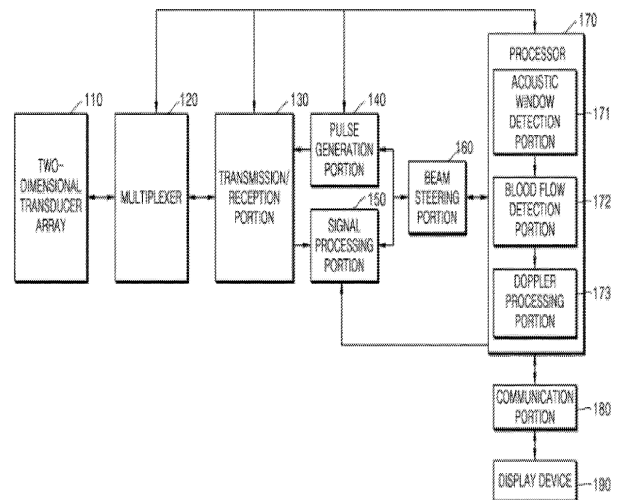 110
TWO-
DIMENSIONAL
TRANSDUCER
ARRAY
120
MULTIPLEXER
130
TRANSMISSION/
RECEPTION
PORTION
140
PULSE
GENERATION
PORTION
150
SIGNAL
PROCESSING
PORTION
160
BEAM
STEERING
PORTION
170
PROCESSOR
ACOUSTIC
WINDOW
DETECTION
PORTION
171
BLOOD FLOW
DETECTION
PORTION
172
DOPPLER
PROCESSING
PORTION
173
COMMUNICATION
PORTION
180
DISPLAY DEVICE
190